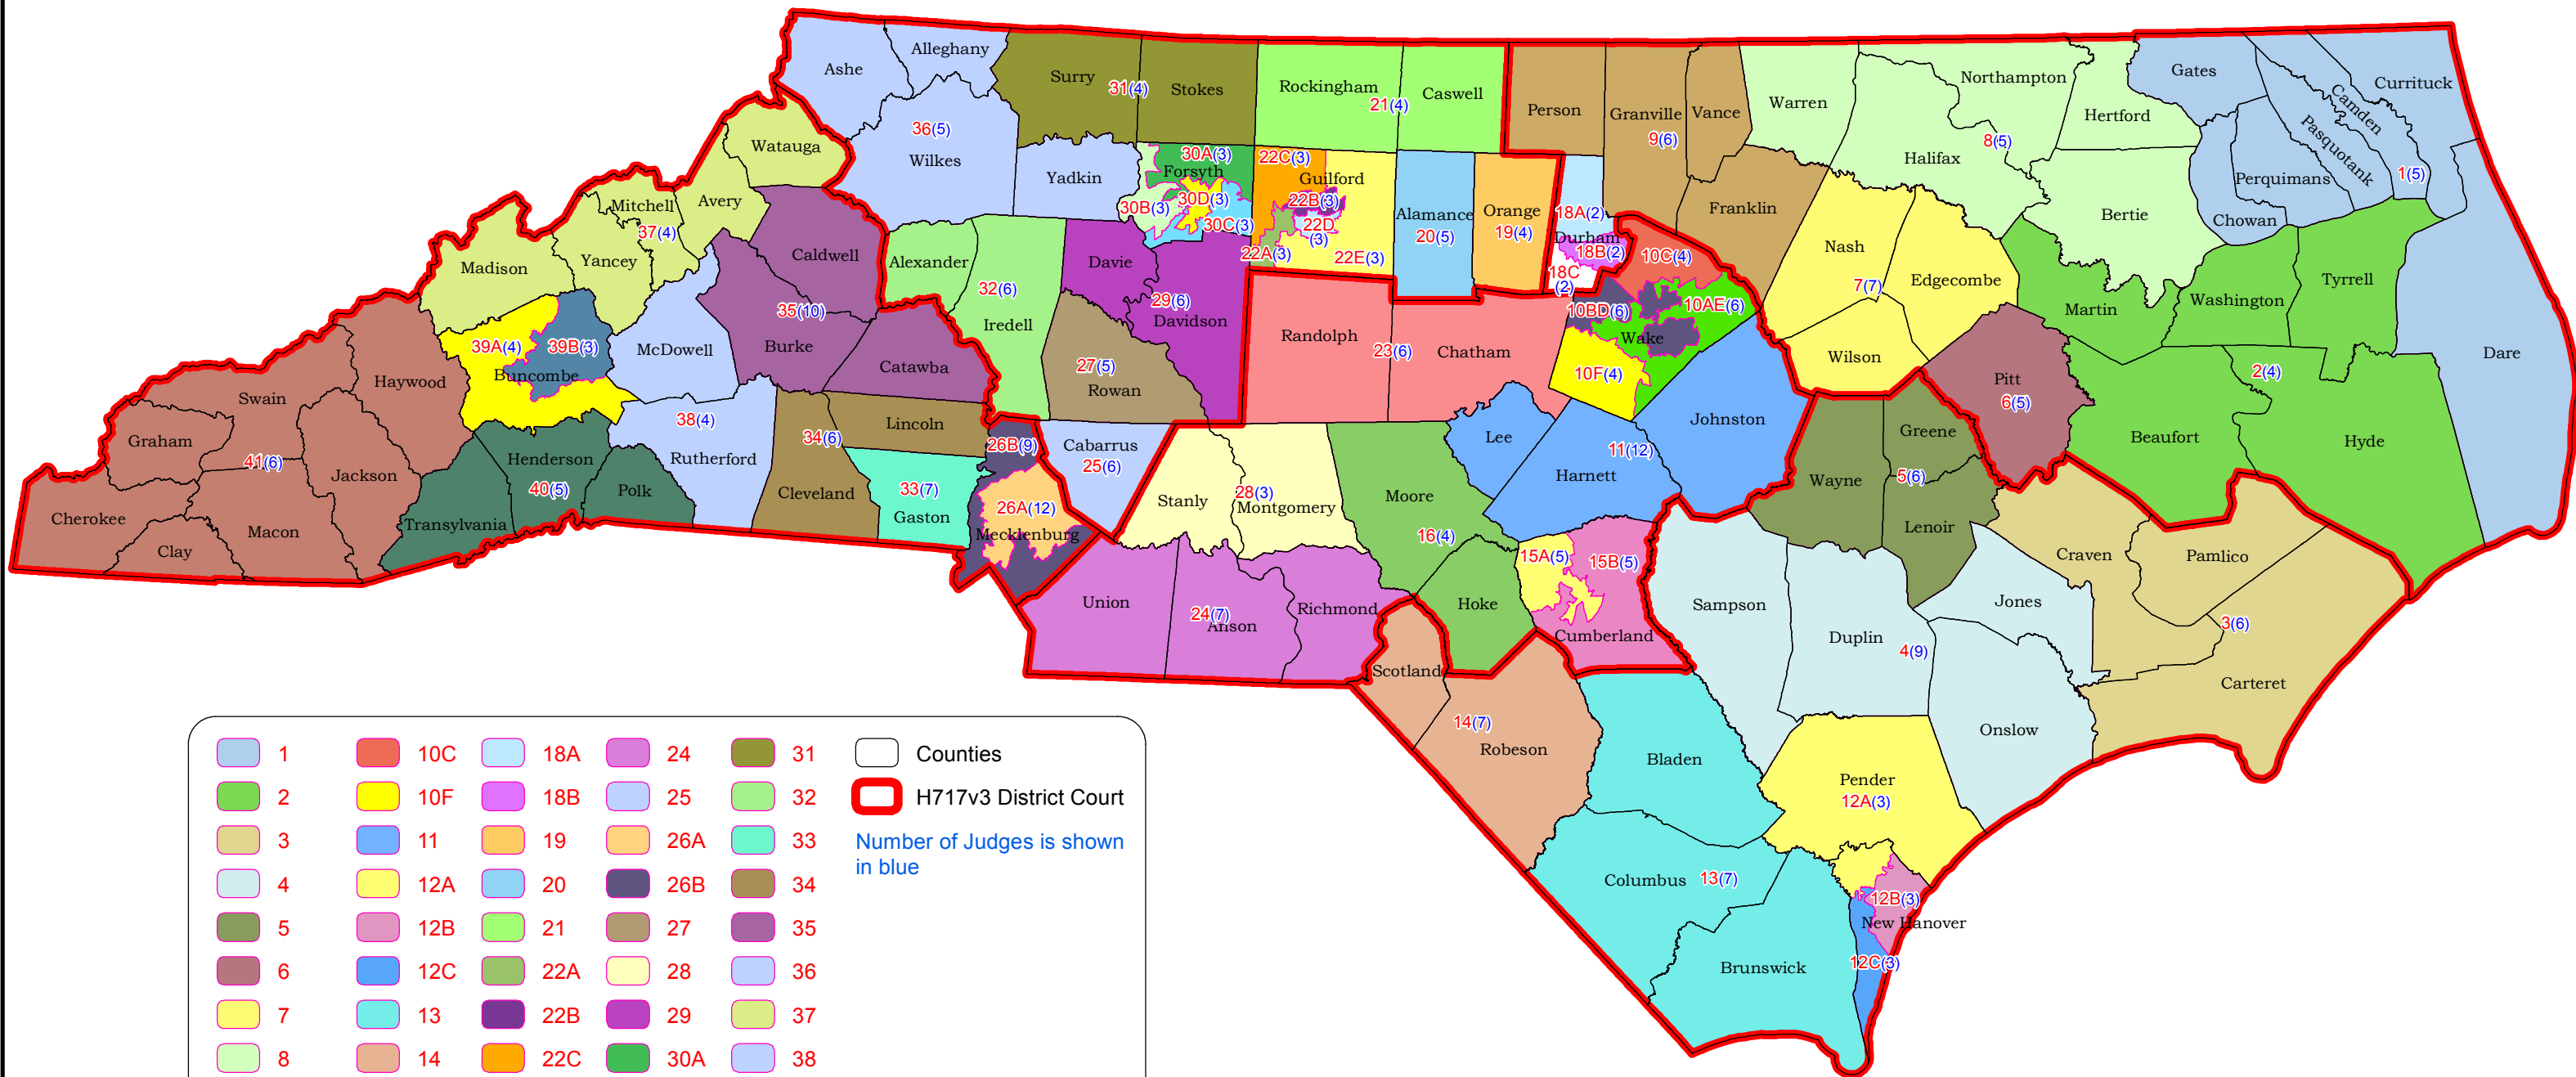 Ashe
Alleghany
Surry
31(4)
Stokes
Rockingham
21(4)
Caswell
Person
Granville
9(6)
Vance
Warren
Northampton
8(5)
Halifax
Hertford
Gates
Camden
Currituck
Pasquotank
1(5)
Perquimans
Chowan
Bertie
Watauga
36(5)
Wilkes
Yadkin
30A(3)
Forsyth
30D(3)
30B(3)
30C(3)
22C(3)
Guilford
22B(3)
22D
(3)
22A(3)
22E(3)
Alamance
20(5)
Orange
19(4)
18A(2)
Durham
18B(2)
18C
(2)
10C(4)
Franklin
Nash
7(7)
Edgecombe
Martin
Washington
Tyrrell
Dare
Mitchell
Avery
37(4)
Madison
Yancey
Caldwell
Alexander
32(6)
Iredell
Davie
29(6)
Davidson
Randolph
23(6)
Chatham
10BD(6)
10AE(6)
Wake
10F(4)
Wilson
Pitt
6(5)
2(4)
Beaufort
Hyde
39A(4)
39B(3)
Buncombe
McDowell
35(10)
Burke
Catawba
27(5)
Rowan
Haywood
Swain
Graham
41(6)
Jackson
Cherokee
Macon
Clay
Henderson
40(5)
Polk
Transylvania
38(4)
Rutherford
34(6)
Lincoln
Cleveland
33(7)
Gaston
26B(9)
26A(12)
Mecklenburg
Cabarrus
25(6)
Stanly
28(3)
Montgomery
Moore
16(4)
Lee
11(12)
Harnett
Johnston
Wayne
Greene
5(6)
Lenoir
Craven
Pamlico
3(6)
Carteret
Union
24(7)
Anson
Richmond
Hoke
15A(5)
15B(5)
Cumberland
Sampson
Duplin
4(9)
Jones
Onslow
Scotland
14(7)
Robeson
Bladen
Pender
12A(3)
Columbus
13(7)
Brunswick
12B(3)
New Hanover
12C(3)
1
10C
18A
24
31
Counties
2
10F
18B
25
32
H717v3 District Court
3
11
19
26A
33
Number of Judges is shown
in blue
4
12A
20
26B
34
5
12B
21
27
35
6
12C
22A
28
36
7
13
22B
29
37
8
14
22C
30A
38